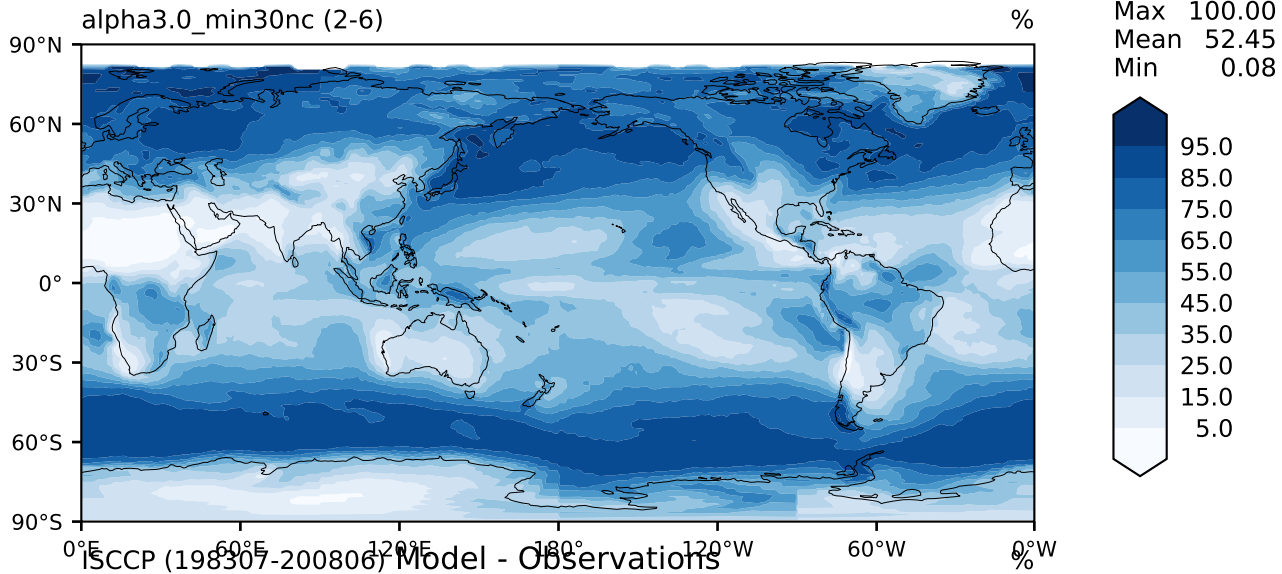 alpha3.0_min30nc (2-6) %
Max 100.00
Mean 52.45
Min 0.08
90°N
60°N
30°N
0°
30°S
60°S
90°S
95.0
85.0
75.0
65.0
55.0
45.0
35.0
25.0
15.0
5.0
0°E 60°E 120°E 180° 120°W 60°W 0°W
ISCCP (198307-200806) Model - Observations %